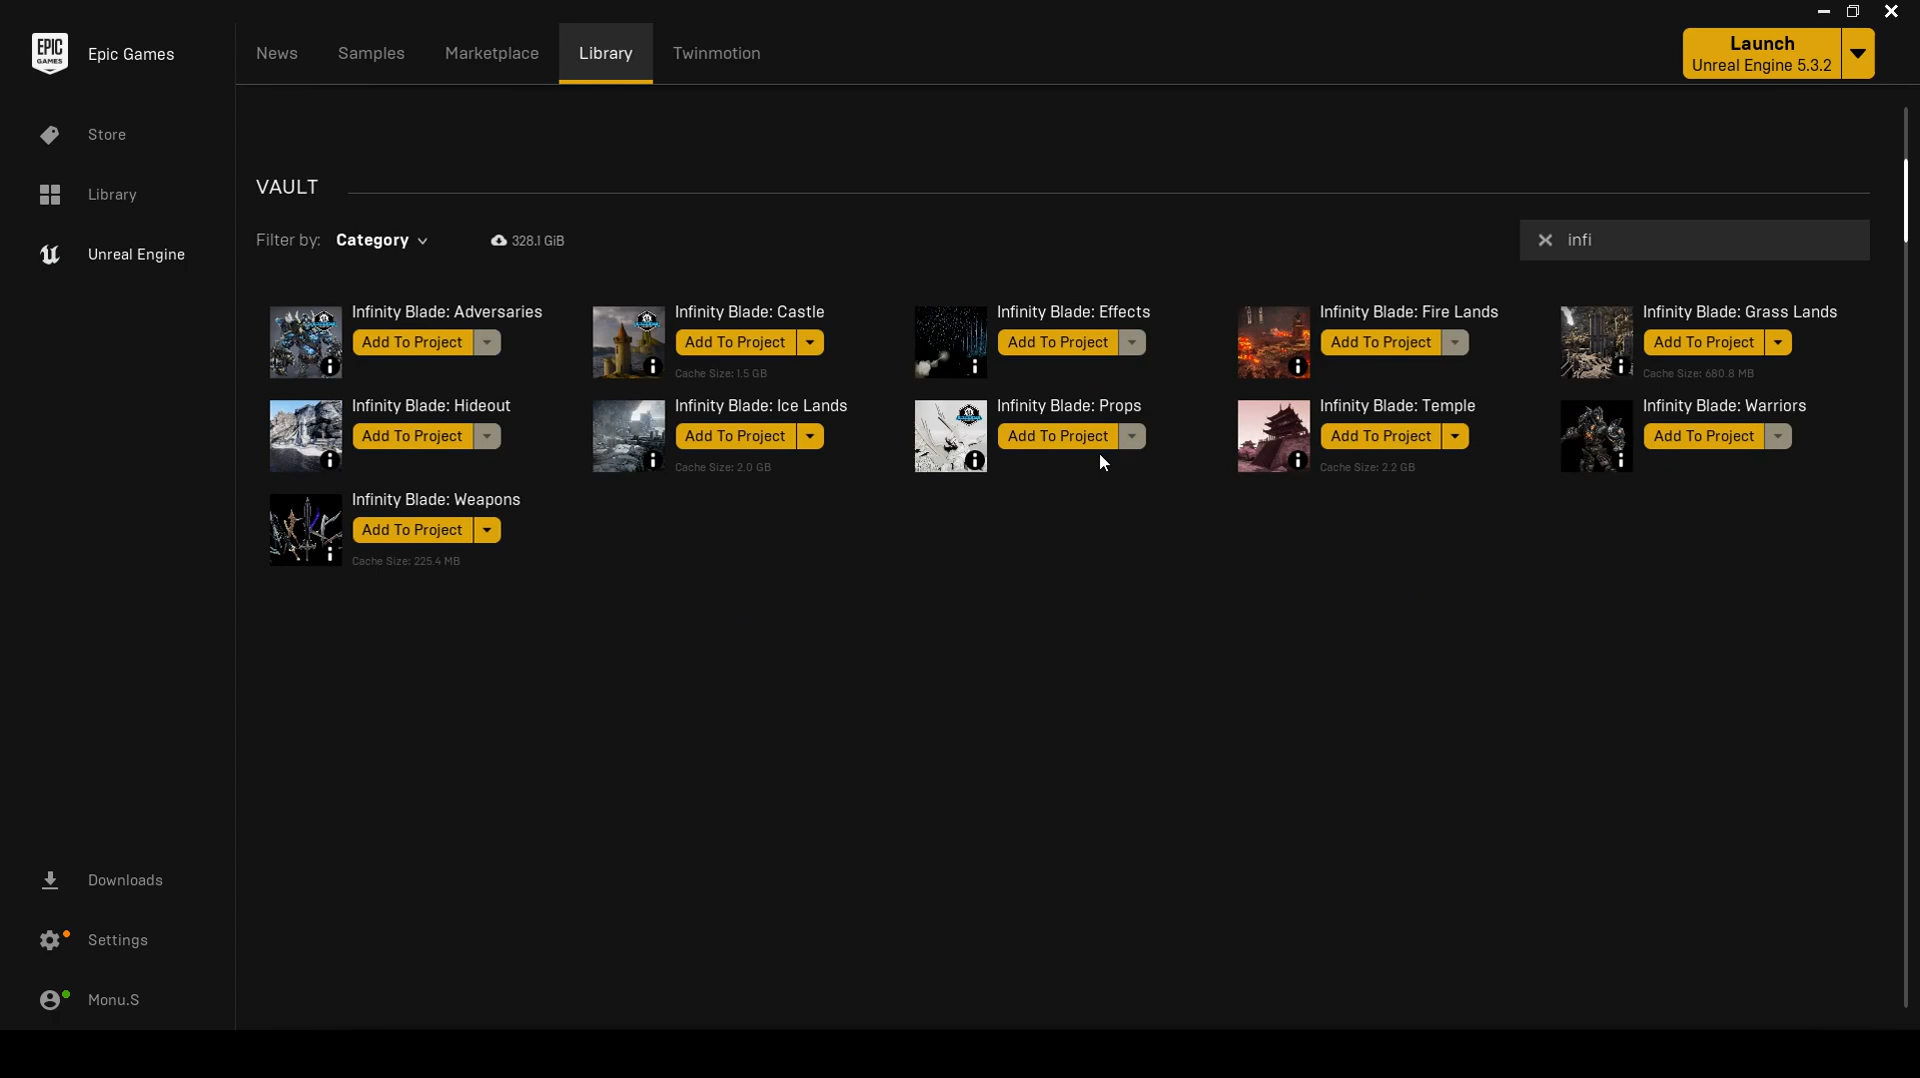 EPIC
GAMES
Epic Games
News
Samples
Marketplace
Library
Twinmotion
Launch
Unreal Engine 5.3.2
Store
Library
Unreal Engine
VAULT
Filter by: Category
328.1 GiB
infi
Infinity Blade: Adversaries
Add To Project
Infinity Blade: Castle
Add To Project
Cache Size: 1.5 GB
Infinity Blade: Effects
Add To Project
Infinity Blade: Fire Lands
Add To Project
Infinity Blade: Grass Lands
Add To Project
Cache Size: 680.8 MB
Infinity Blade: Hideout
Add To Project
Infinity Blade: Ice Lands
Add To Project
Cache Size: 2.0 GB
Infinity Blade: Props
Add To Project
Infinity Blade: Temple
Add To Project
Cache Size: 2.2 GB
Infinity Blade: Warriors
Add To Project
Infinity Blade: Weapons
Add To Project
Cache Size: 225.4 MB
Downloads
Settings
Monu.S